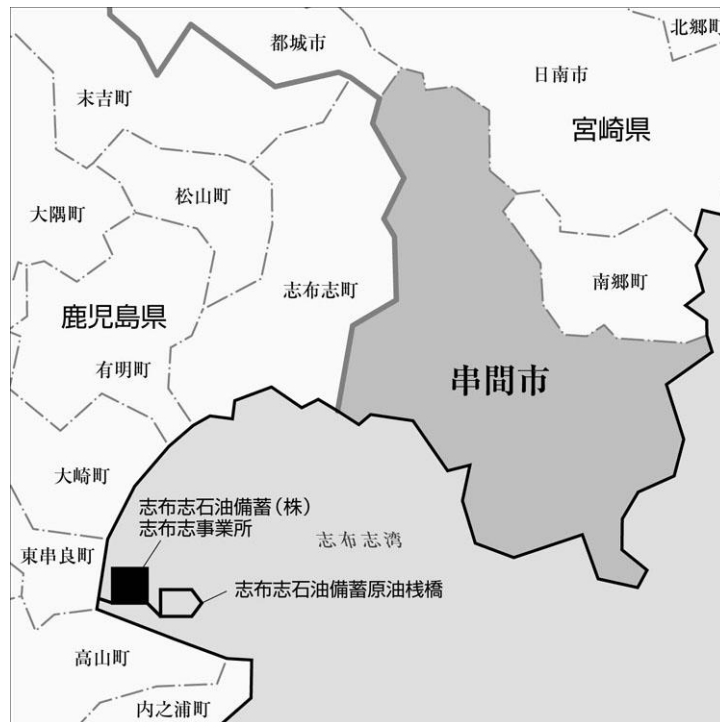 北郷町
都城市
日南市
末吉町
宮崎県
松山町
大隅町
南郷町
志布志町
鹿児島県
有明町
串間市
大崎町
志布志石油備蓄(株)
志布志事業所
志布志湾
東串良町
志布志石油備蓄原油桟橋
高山町
内之浦町